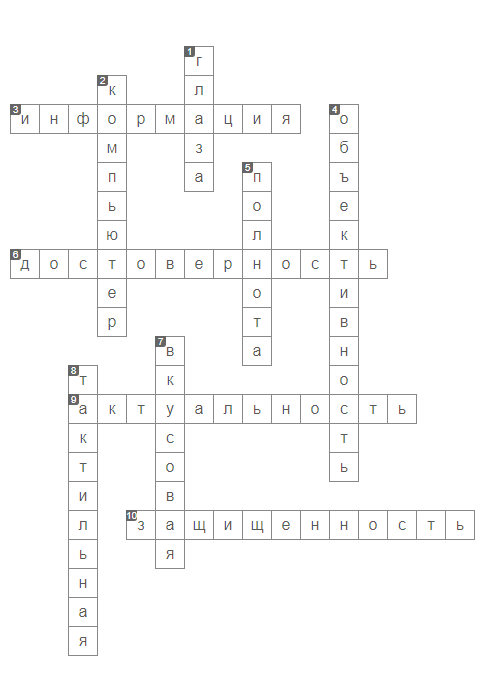 1 глаза
2 компьютер
3 информация
4 объективность
5 полнота
6 достоверность
7 вкусовая
8 тактильная
9 актуальность
10 защищенность